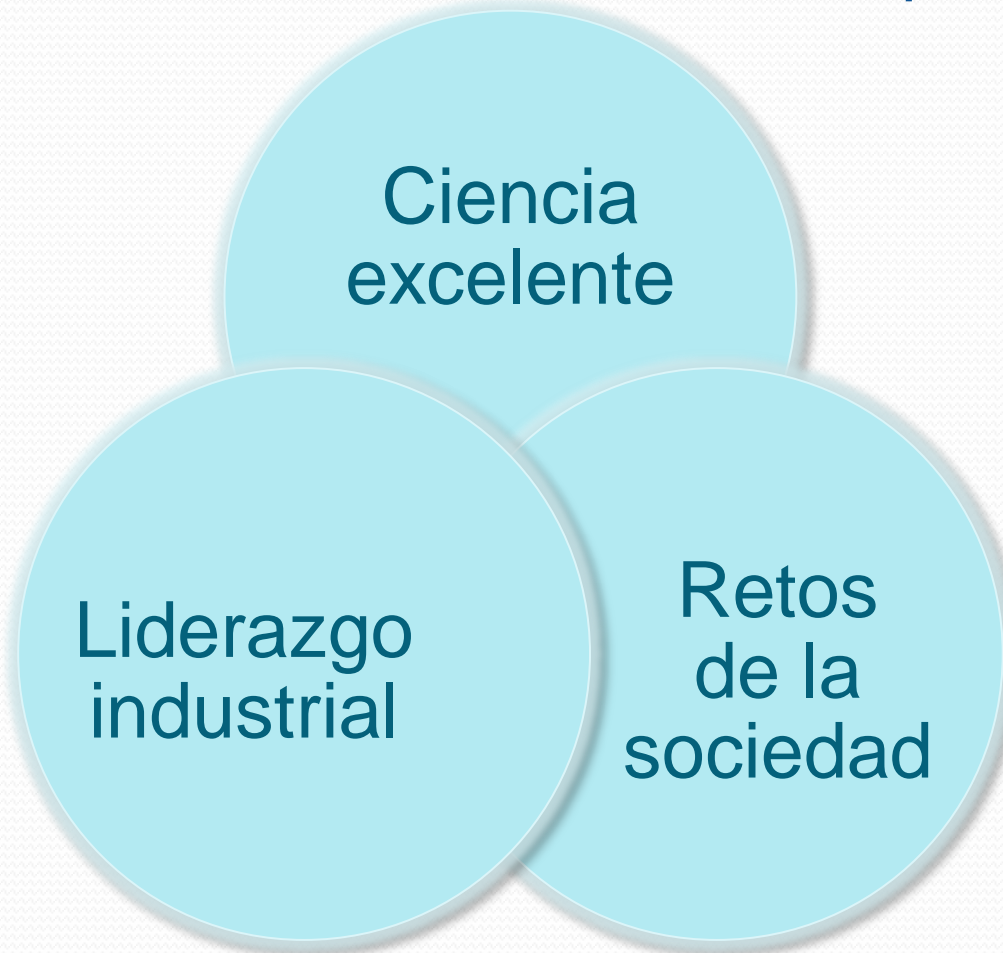 Ciencia
excelente
Liderazgo
industrial
Retos
de la
sociedad